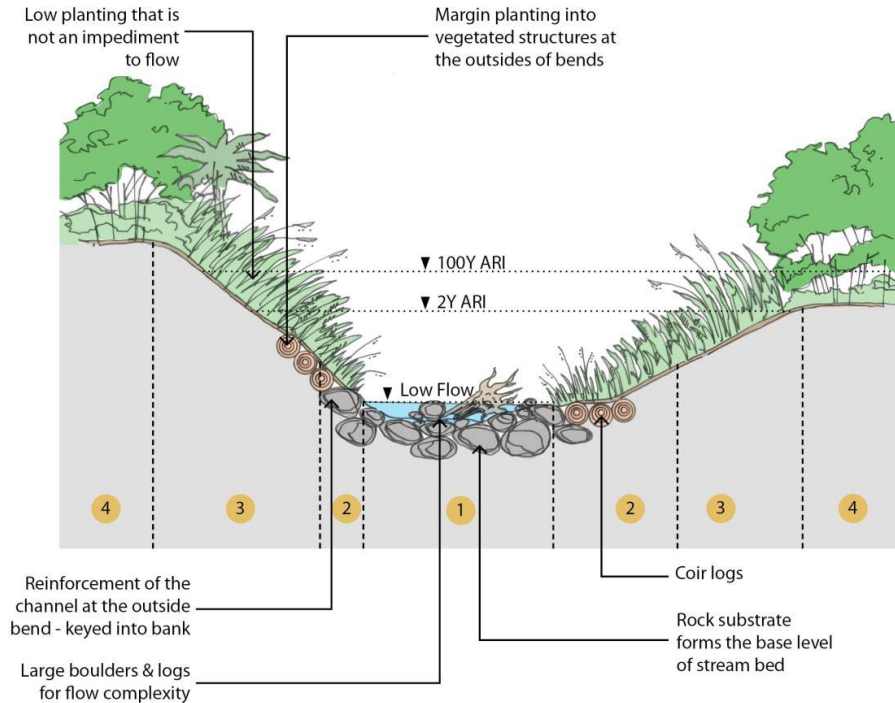 Low planting that is
not an impediment
to flow
Margin planting into
vegetated structures at
the outsides of bends
100Y ARI
2Y ARI
Low Flow
4
3
2
1
2
3
4
Reinforcement of the
channel at the outside
bend - keyed into bank
Large boulders & logs
for flow complexity
Coir logs
Rock substrate
forms the base level
of stream bed